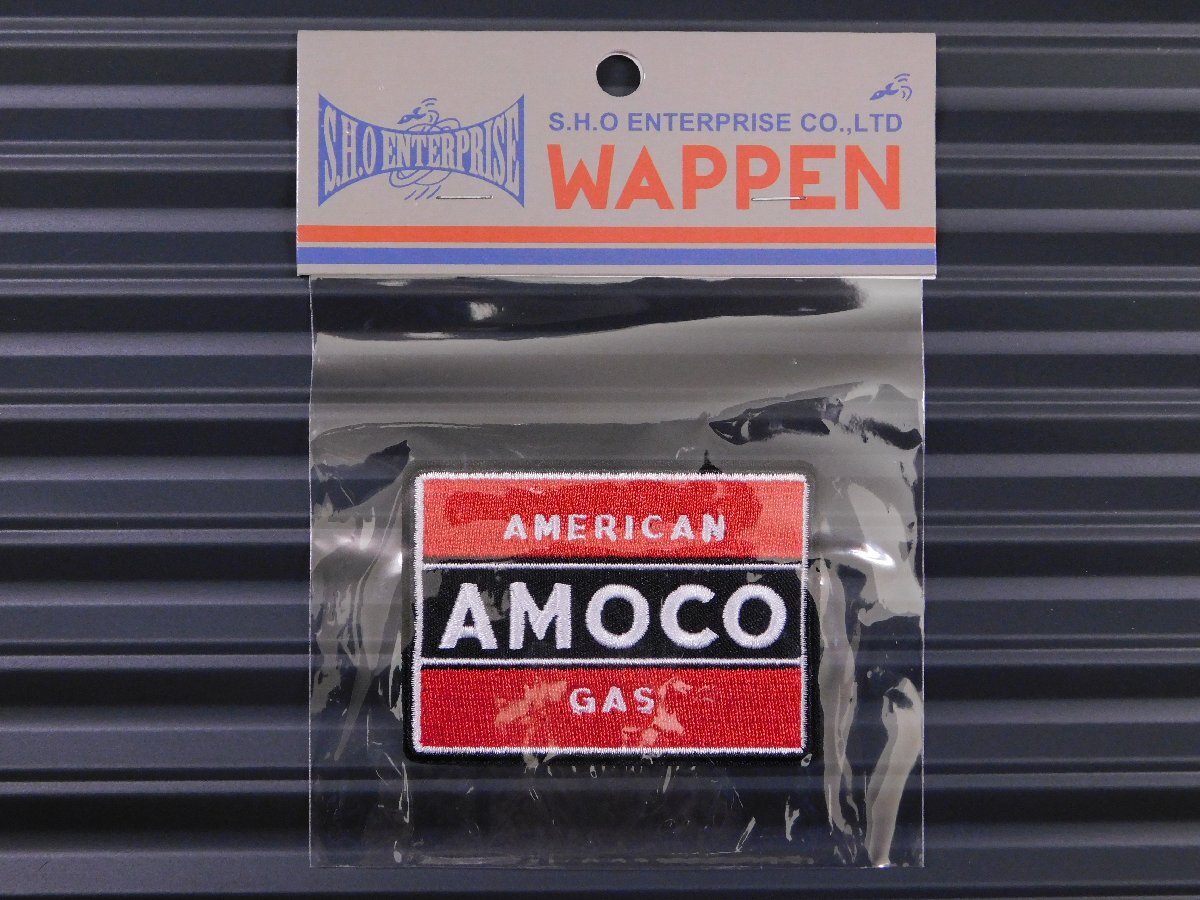 S.H.O ENTERPRISE
S.H.O ENTERPRISE CO.,LTD
WAPPEN
AMERICAN
AMOCO
GAS